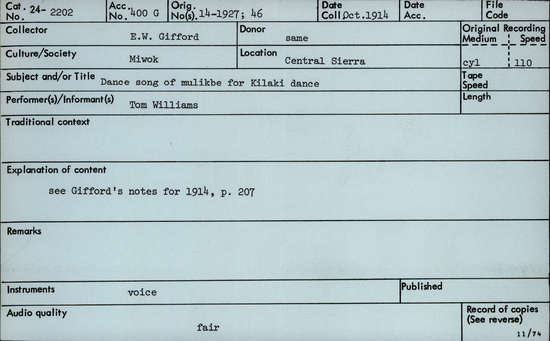 Cat. 24- 2202 Acc. 400 G Orig. 14-1927; 46 Date Oct.1914 Date File
No. No. No(s). Coll. Acc. Code
Collector E.W. Gifford Donor same Original Recording
Medium Speed
Culture/Society Miwok Location Central Sierra cyl 110
Subject and/or Title Dance song of mulikbe for Kilaki dance Tape
Speed
Performer(s)/Informant(s) Tom Williams Length
Traditional context
Explanation of content
see Gifford's notes for 1914, p. 207
Remarks
Instruments voice Published
Audio quality fair Record of copies
(See reverse)
11/74